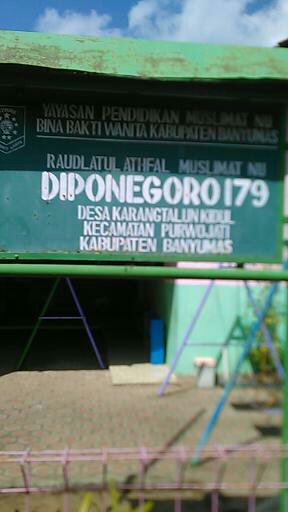 YAYASAN PENDIDIKAN MUSLIMAT NU
BINA BAKTI WANITA KABUPATEN BANYUMAS
RAUDLATUL ATHFAL MUSLIMAT NU
DIPONEGORO 179
DESA KARANGTALUN KIDUL
KECAMATAN PURWOJATI
KABUPATEN BANYUMAS